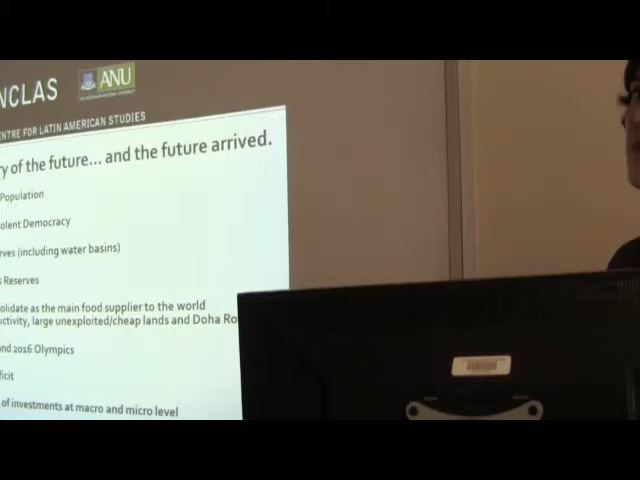 NCLAS
ANU
ENTRE FOR LATIN AMERICAN STUDIES
y of the future... and the future arrived.
Population
olent Democracy
rves (including water basins)
s Reserves
olidate as the main food supplier to the world
uctivity, large unexploited/cheap lands and Doha Ro
and 2016 Olympics
ficit
of investments at macro and micro level